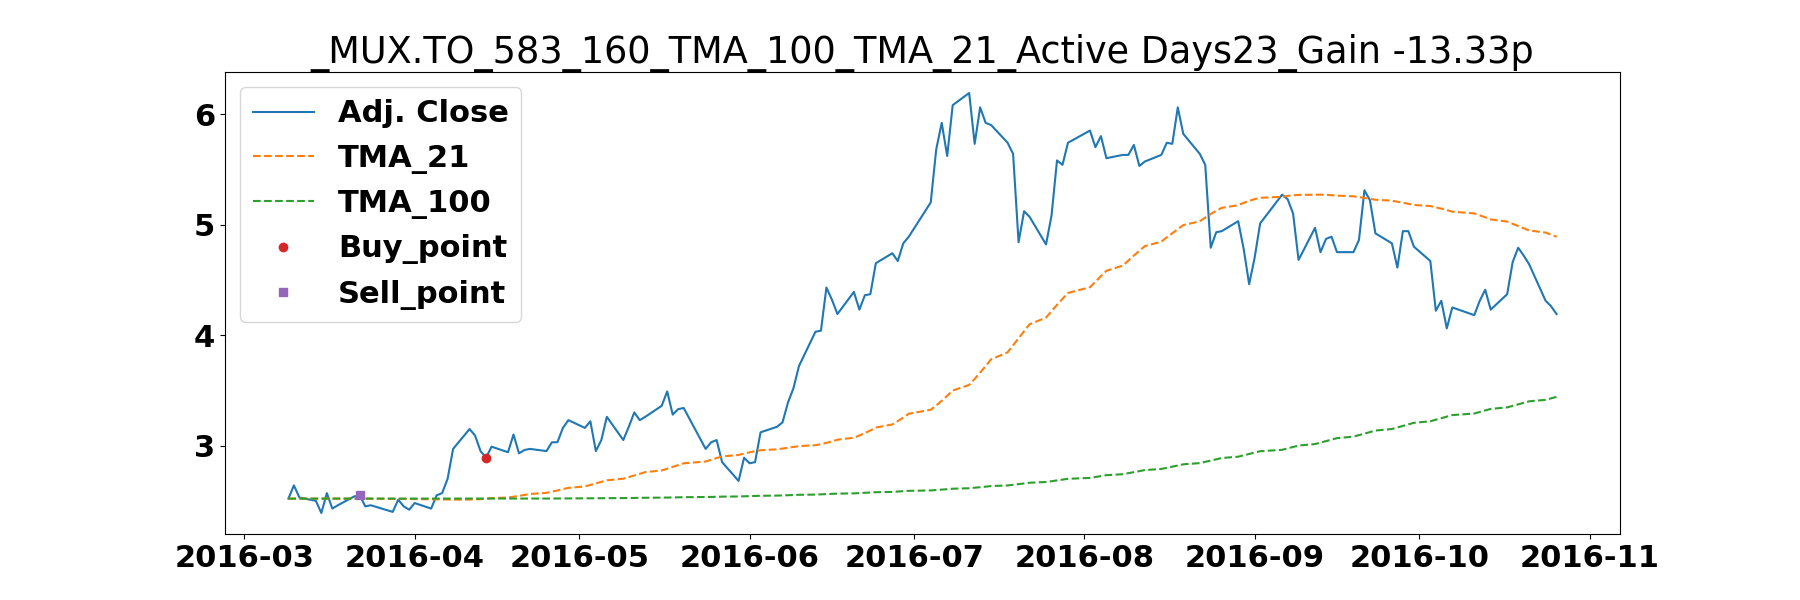 _MUX.TO_583_160_TMA_100_TMA_21_Active Days23_Gain -13.33p
Adj. Close
TMA_21
TMA_100
Buy_point
Sell_point
6
5
4
3
2016-03 2016-04 2016-05 2016-06 2016-07 2016-08 2016-09 2016-10 2016-11